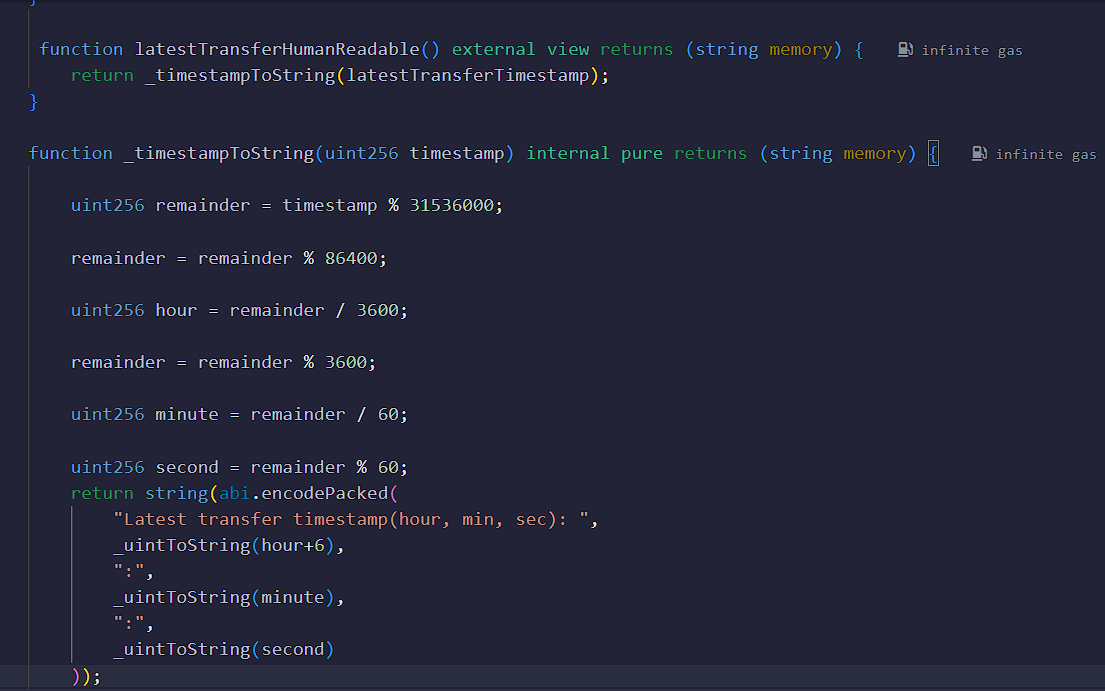 }
function latestTransferHumanReadable() external view returns (string memory) { infinite gas
return _timestampToString(latestTransferTimestamp);
}
function _timestampToString(uint256 timestamp) internal pure returns (string memory) { infinite gas
uint256 remainder = timestamp % 31536000;
remainder = remainder % 86400;
uint256 hour = remainder / 3600;
remainder = remainder % 3600;
uint256 minute = remainder / 60;
uint256 second = remainder % 60;
return string(abi.encodePacked(
"Latest transfer timestamp(hour, min, sec): ",
_uintToString(hour+6),
":",
_uintToString(minute),
":",
_uintToString(second)
));